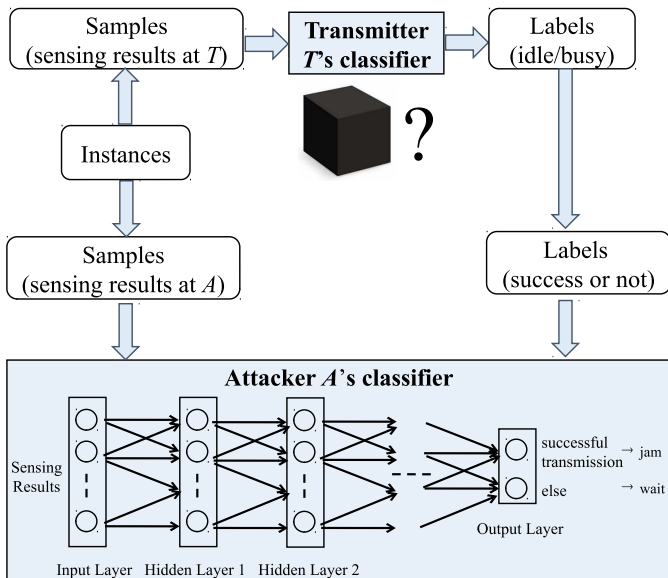 Samples
(sensing results at T)
Transmitter
T's classifier
Labels
(idle/busy)
Instances
?
Samples
(sensing results at A)
Labels
(success or not)
Attacker A's classifier
Sensing
Results
successful
transmission → jam
else → wait
Input Layer
Hidden Layer 1
Hidden Layer 2
Output Layer